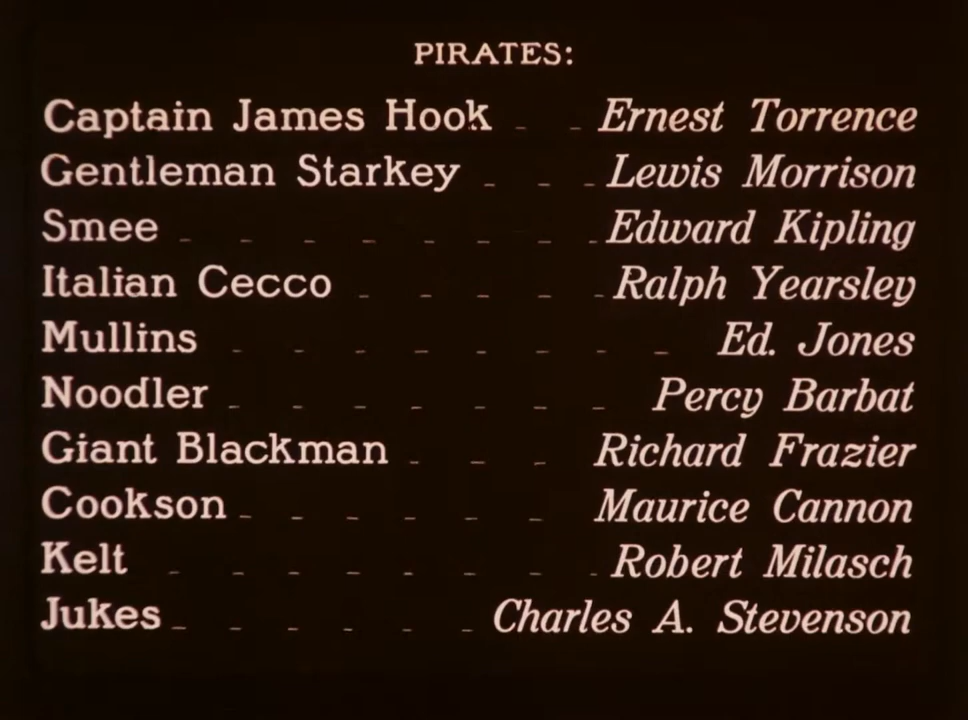 PIRATES:
Captain James Hook _ _ Ernest Torrence
Gentleman Starkey _ _ _ Lewis Morrison
Smee _ _ _ _ _ _ _ _ Edward Kipling
Italian Cecco _ _ _ _ _ Ralph Yearsley
Mullins _ _ _ _ _ _ _ _ Ed. Jones
Noodler _ _ _ _ _ _ _ Percy Barbat
Giant Blackman _ _ _ Richard Frazier
Cookson _ _ _ _ _ _ Maurice Cannon
Kelt _ _ _ _ _ _ _ _ Robert Milasch
Jukes _ _ _ _ _ _ Charles A. Stevenson